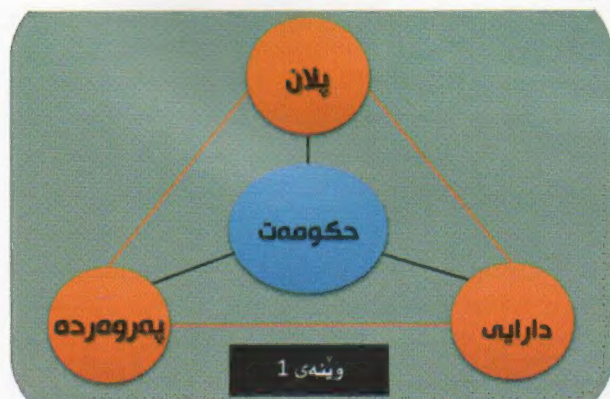 پلان
حکومەت
دارایی
پەروەردە
وێنەی 1